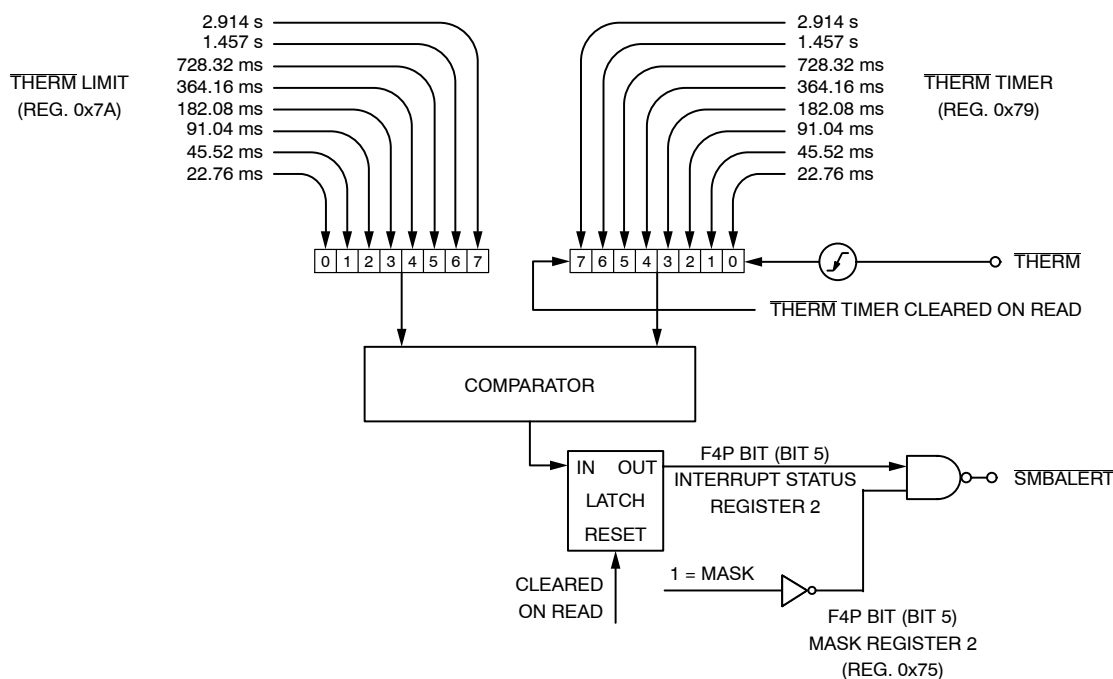 2.914 s
1.457 s
728.32 ms
364.16 ms
182.08 ms
91.04 ms
45.52 ms
22.76 ms
THERM LIMIT
(REG. 0x7A)
2.914 s
1.457 s
728.32 ms
364.16 ms
182.08 ms
91.04 ms
45.52 ms
22.76 ms
THERM TIMER
(REG. 0x79)
0 1 2 3 4 5 6 7
7 6 5 4 3 2 1 0
THERM
THERM TIMER CLEARED ON READ
COMPARATOR
IN OUT
LATCH
RESET
F4P BIT (BIT 5)
INTERRUPT STATUS
REGISTER 2
SMBALERT
CLEARED
ON READ
1 = MASK
F4P BIT (BIT 5)
MASK REGISTER 2
(REG. 0x75)